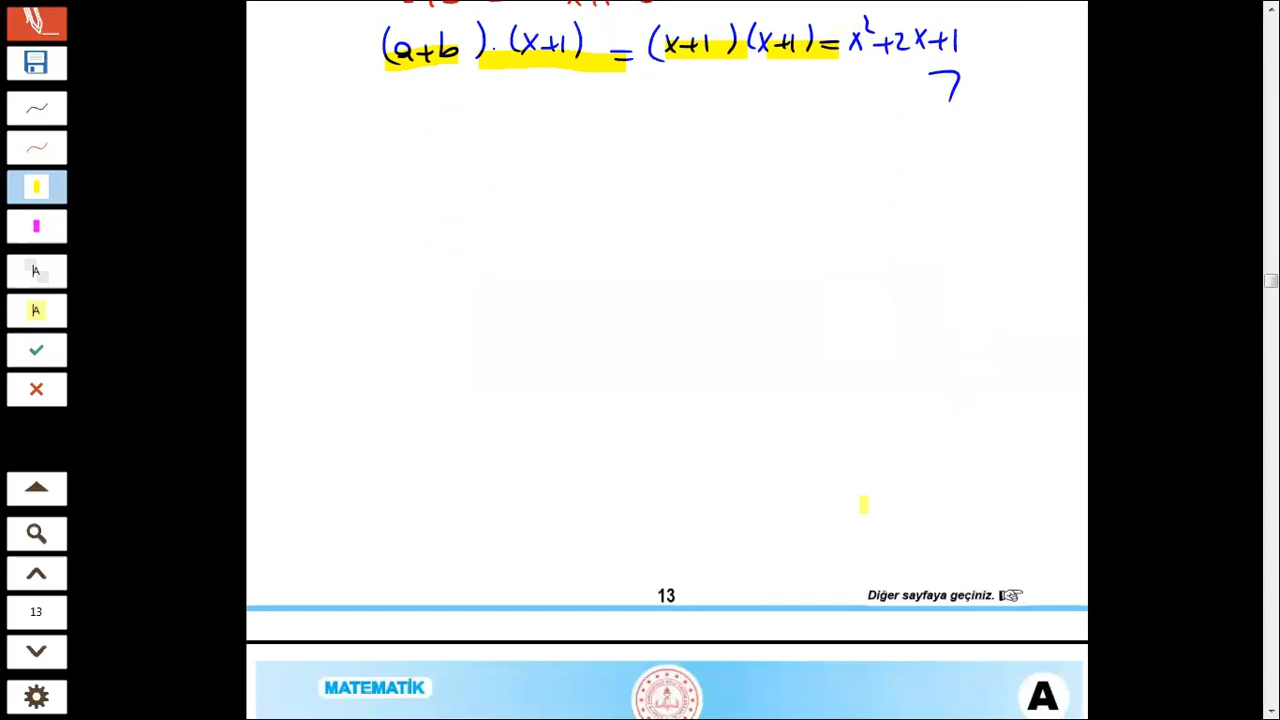 (a+b).(x+1) = (x+1)(x+1)=x²+2x+1
7
13
Diğer sayfaya geçiniz.
13
MATEMATİK
A